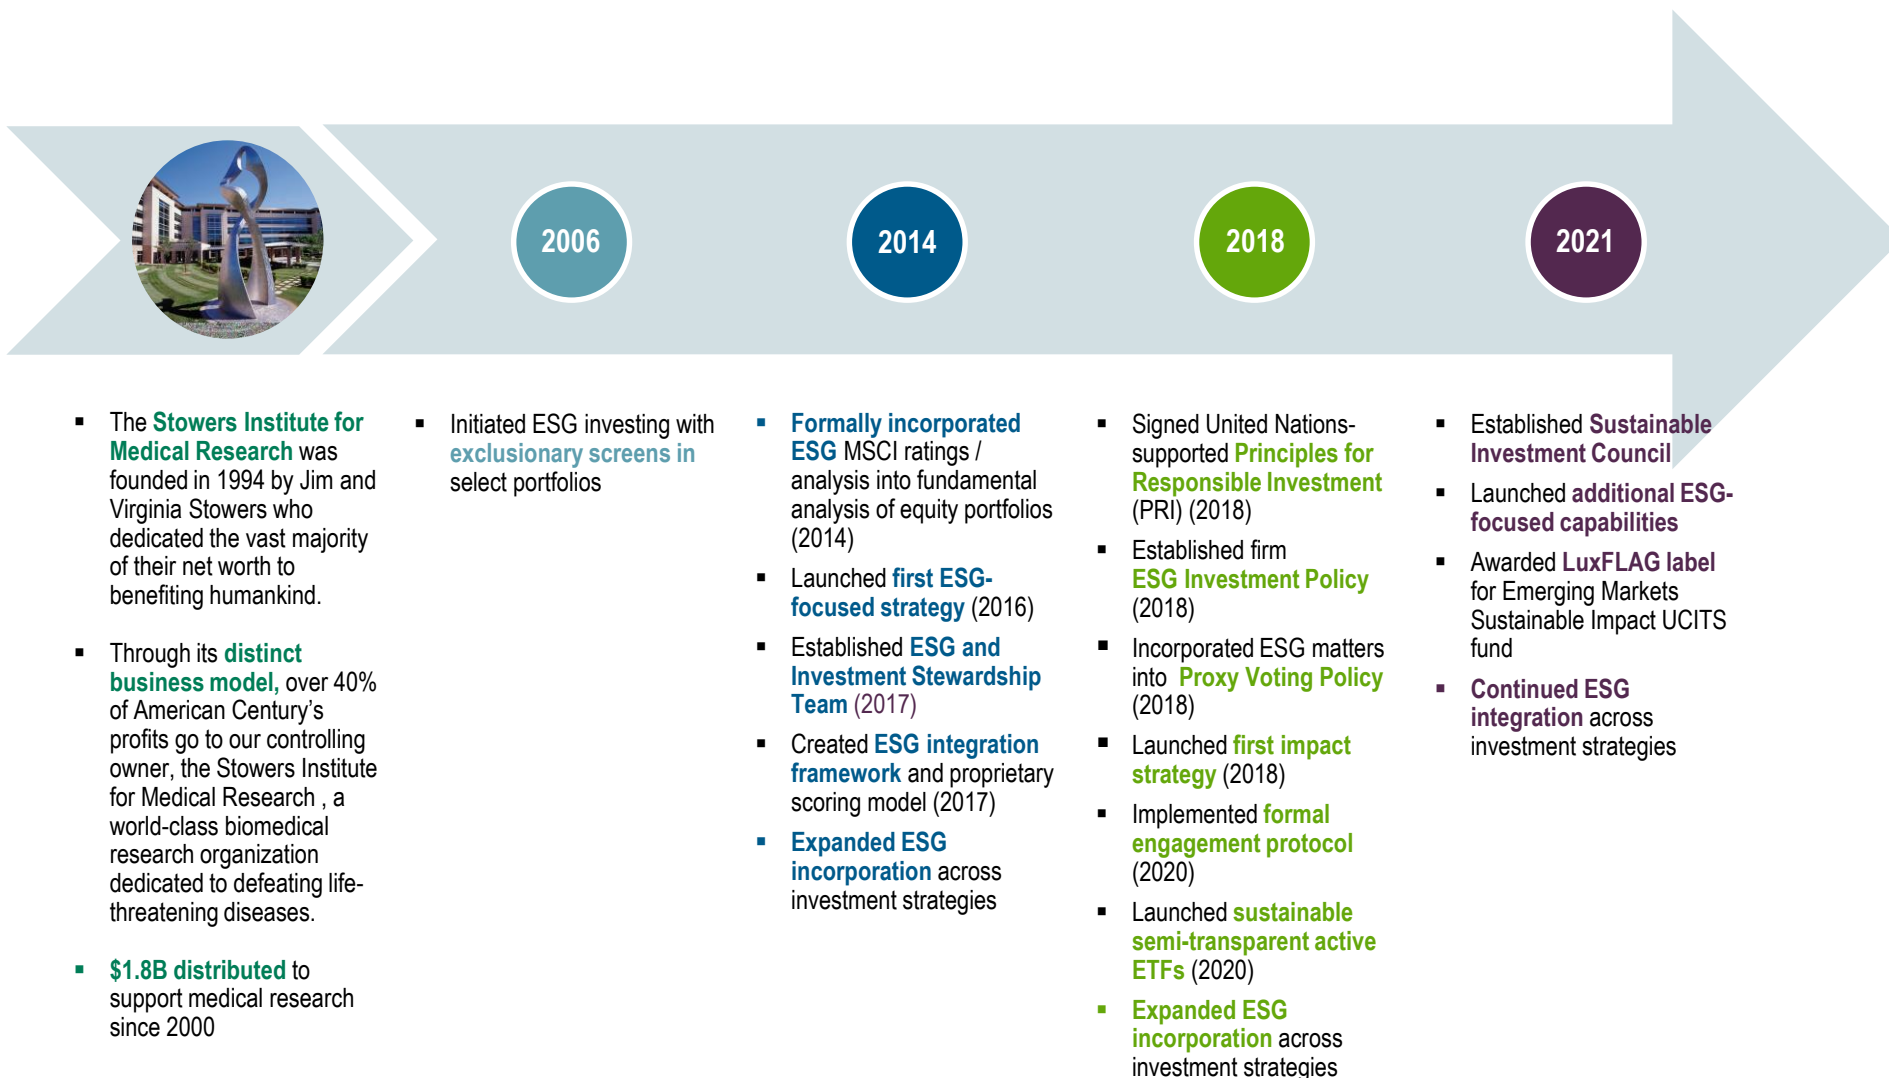 2006
2014
2018
2021
▪ The Stowers Institute for
Medical Research was
founded in 1994 by Jim and
Virginia Stowers who
dedicated the vast majority
of their net worth to
benefiting humankind.
▪ Through its distinct
business model, over 40%
of American Century’s
profits go to our controlling
owner, the Stowers Institute
for Medical Research , a
world-class biomedical
research organization
dedicated to defeating life-
threatening diseases.
▪ $1.8B distributed to
support medical research
since 2000
▪ Initiated ESG investing with
exclusionary screens in
select portfolios
▪ Formally incorporated
ESG MSCI ratings /
analysis into fundamental
analysis of equity portfolios
(2014)
▪ Launched first ESG-
focused strategy (2016)
▪ Established ESG and
Investment Stewardship
Team (2017)
▪ Created ESG integration
framework and proprietary
scoring model (2017)
▪ Expanded ESG
incorporation across
investment strategies
▪ Signed United Nations-
supported Principles for
Responsible Investment
(PRI) (2018)
▪ Established firm
ESG Investment Policy
(2018)
▪ Incorporated ESG matters
into Proxy Voting Policy
(2018)
▪ Launched first impact
strategy (2018)
▪ Implemented formal
engagement protocol
(2020)
▪ Launched sustainable
semi-transparent active
ETFs (2020)
▪ Expanded ESG
incorporation across
investment strategies
▪ Established Sustainable
Investment Council
▪ Launched additional ESG-
focused capabilities
▪ Awarded LuxFLAG label
for Emerging Markets
Sustainable Impact UCITS
fund
▪ Continued ESG
integration across
investment strategies